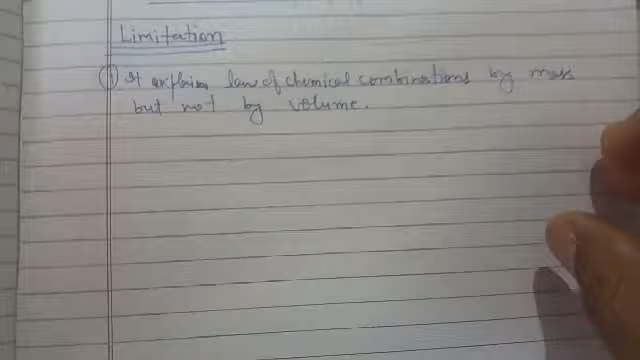 Limitation
① It explains law of chemical combinations by mass
but not by volume.